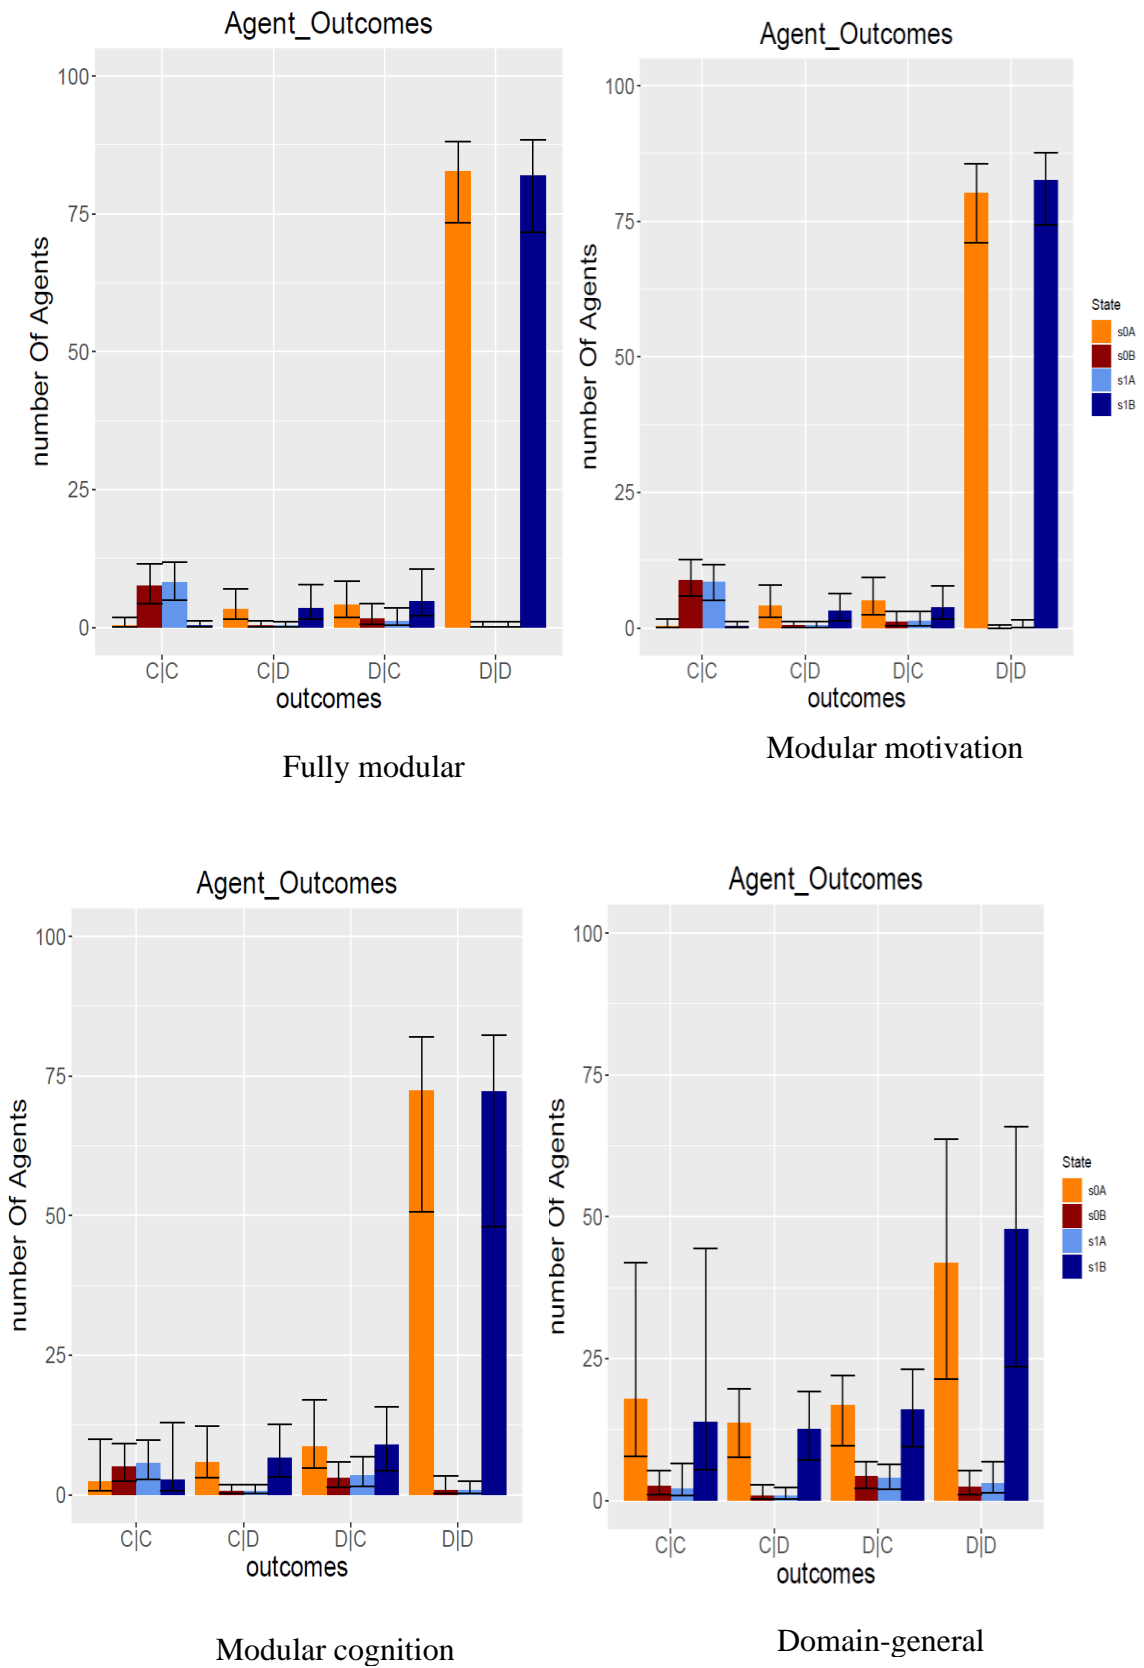 Agent_Outcomes
number Of Agents
100
75
50
25
0
C|C C|D D|C D|D
outcomes
Fully modular
Agent_Outcomes
number Of Agents
100
75
50
25
0
C|C C|D D|C D|D
outcomes
State
s0A
s0B
s1A
s1B
Modular motivation
Agent_Outcomes
number Of Agents
100
75
50
25
0
C|C C|D D|C D|D
outcomes
Modular cognition
Agent_Outcomes
number Of Agents
100
75
50
25
0
C|C C|D D|C D|D
outcomes
State
s0A
s0B
s1A
s1B
Domain-general